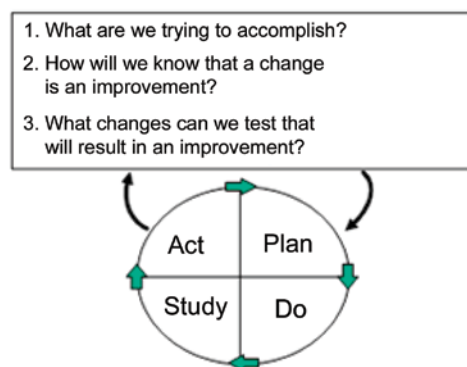 1. What are we trying to accomplish?
2. How will we know that a change
is an improvement?
3. What changes can we test that
will result in an improvement?
Act
Plan
Study
Do